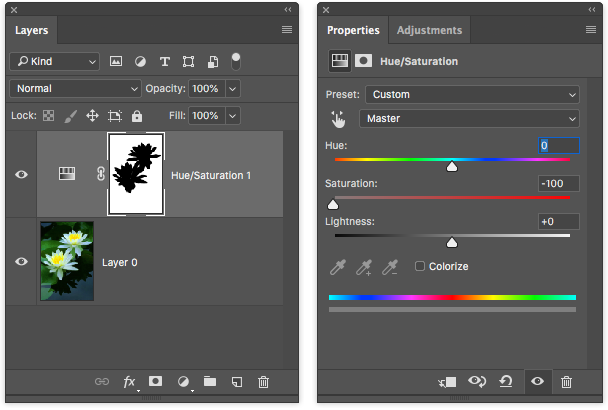 Layers
Kind
Normal
Opacity: 100%
Lock:
Fill: 100%
Hue/Saturation 1
Layer 0
fx
Properties
Adjustments
Hue/Saturation
Preset: Custom
Master
Hue: 0
Saturation: -100
Lightness: +0
Colorize